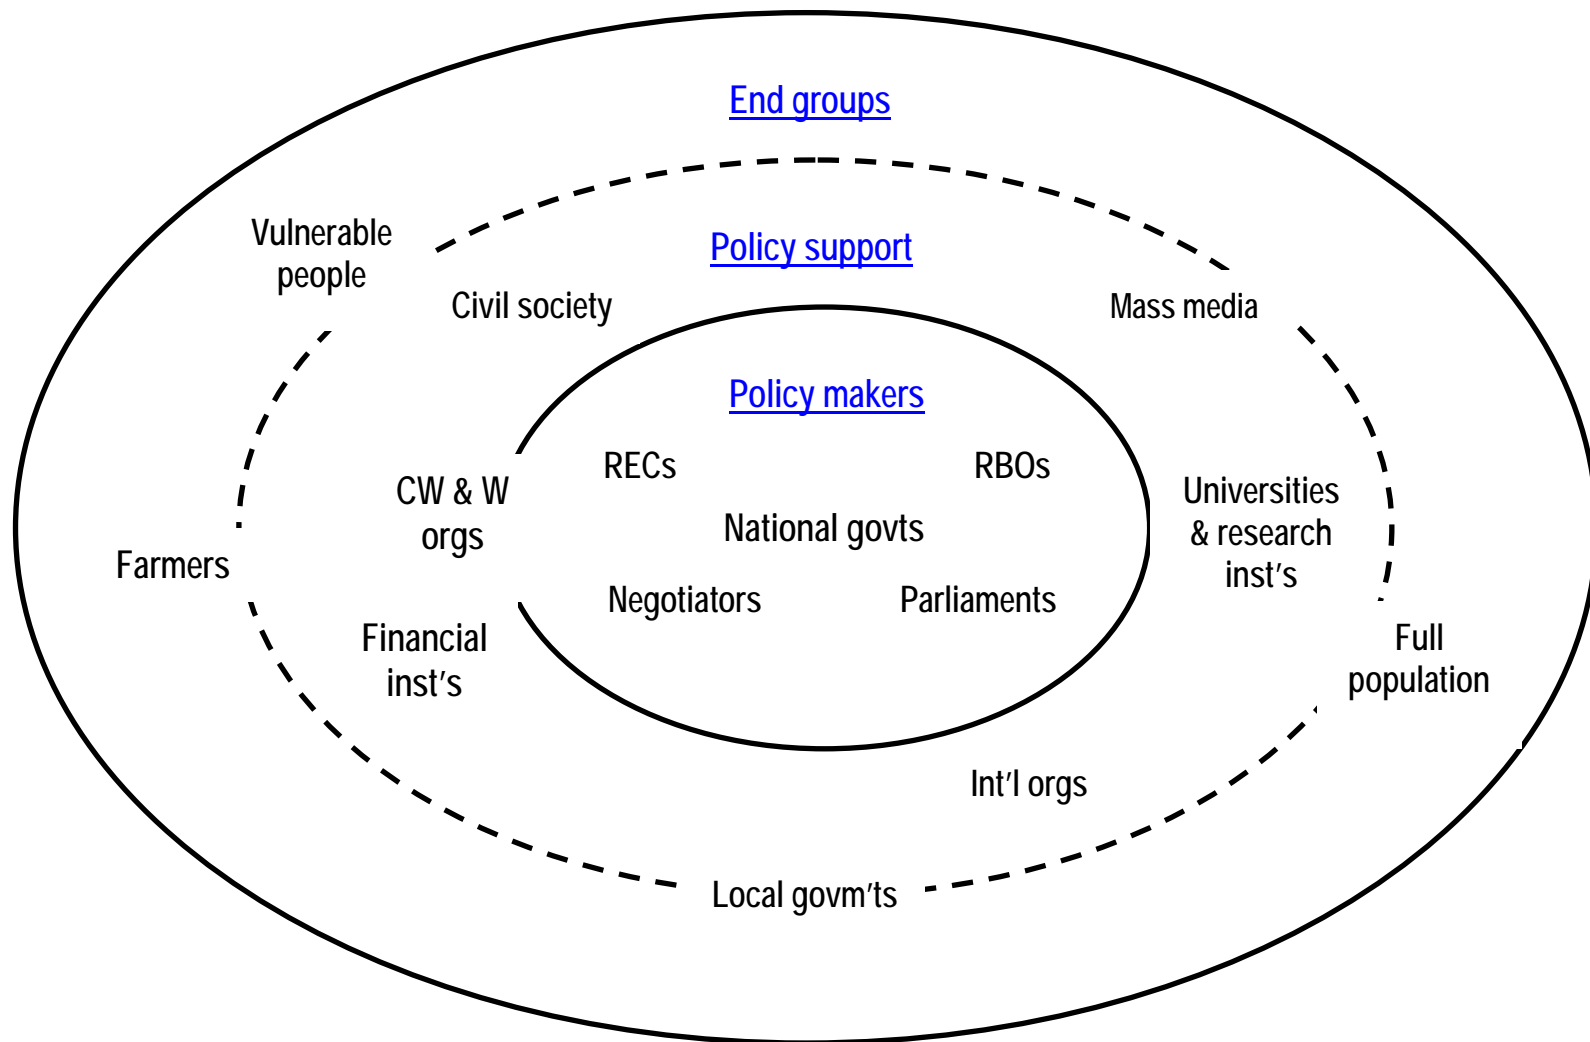 End groups
Vulnerable
people
Policy support
Civil society
Mass media
Policy makers
RECs
RBOs
CW & W
orgs
National govts
Universities
& research
inst's
Farmers
Negotiators
Parliaments
Financial
inst's
Full
population
Int'l orgs
Local govm'ts